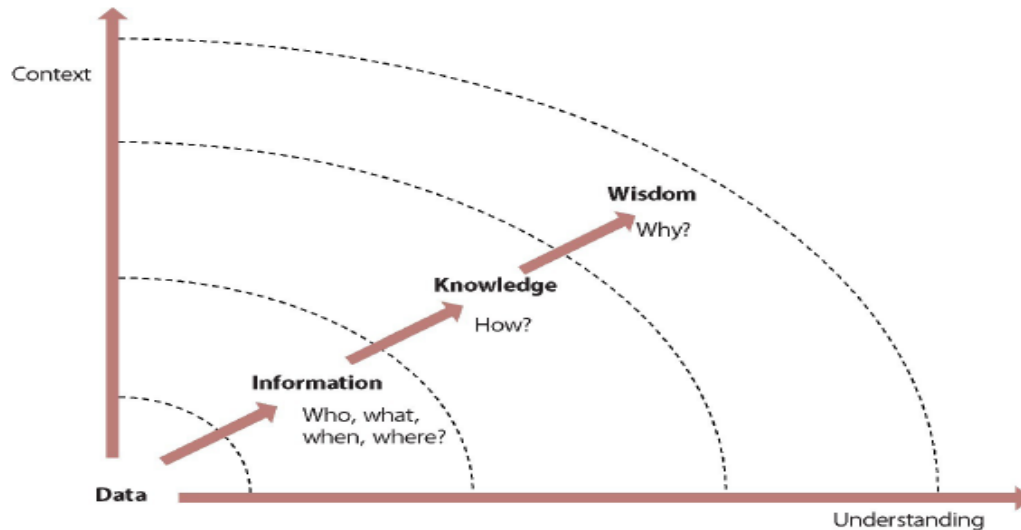 Context
Wisdom
Why?
Knowledge
How?
Information
Who, what,
when, where?
Data
Understanding